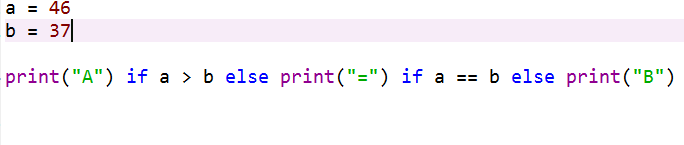 a = 46
b = 37
print("A") if a > b else print("=") if a == b else print("B")